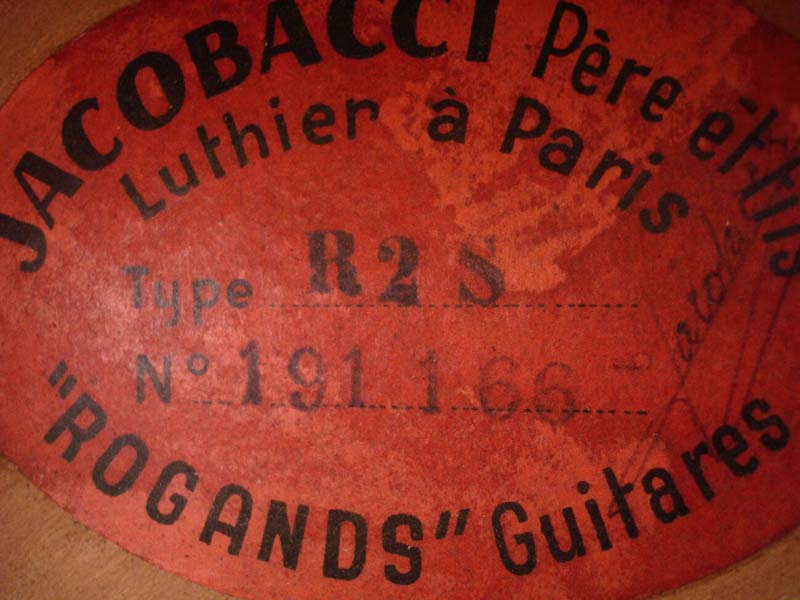 JACOBACCI Père et fils
Luthier à Paris
Type R2S
N° 191 166
"ROGANDS" Guitares